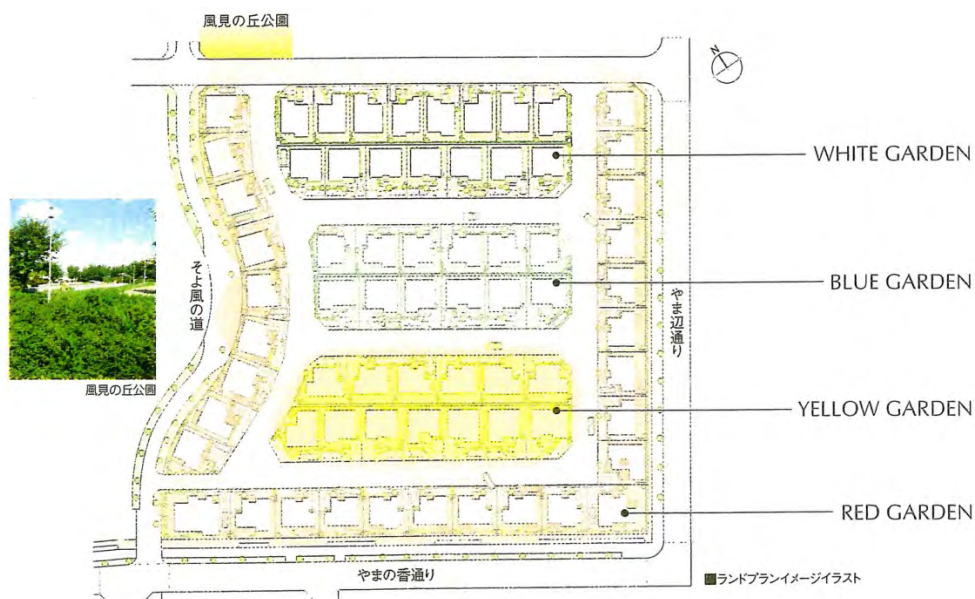 風見の丘公園
N
WHITE GARDEN
BLUE GARDEN
そよ風の道
やま辺通り
風見の丘公園
YELLOW GARDEN
RED GARDEN
やまの香通り
■ランドプランイメージイラスト